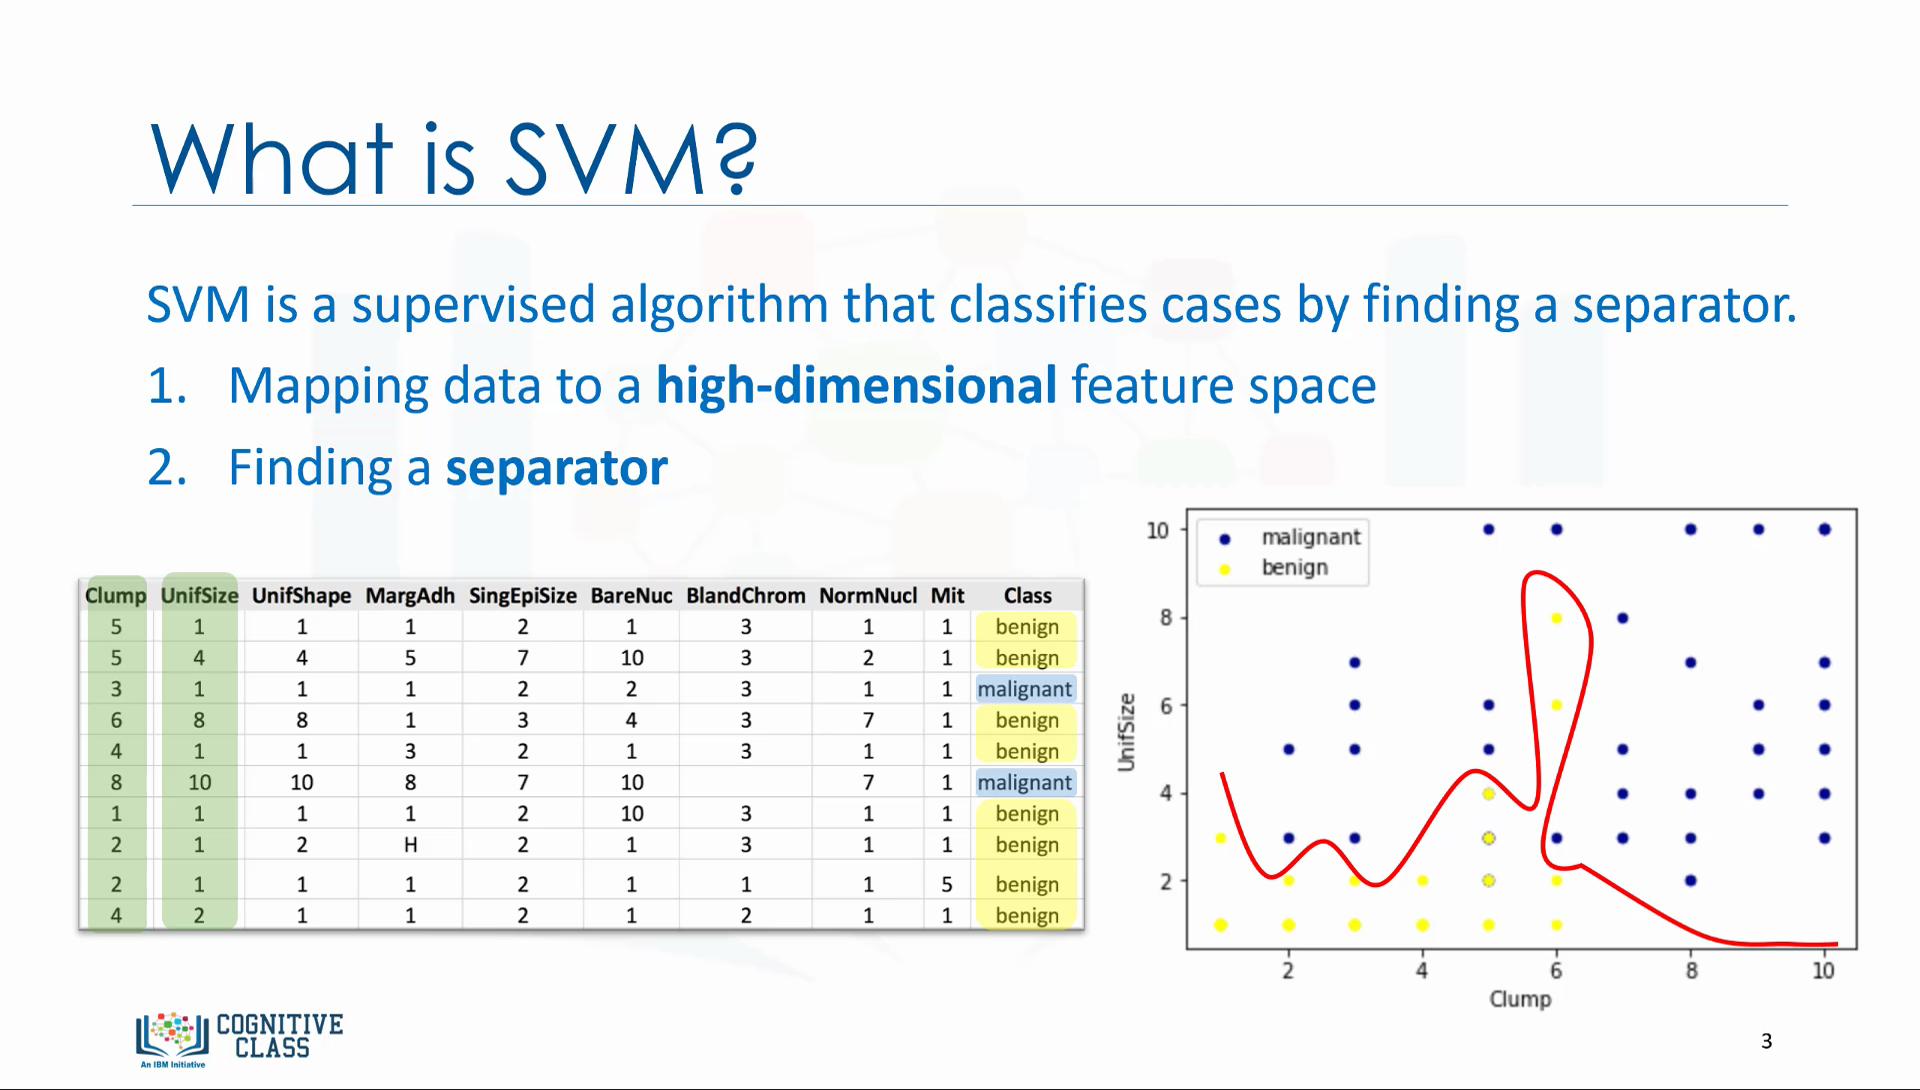 What is SVM?
SVM is a supervised algorithm that classifies cases by finding a separator.
1. Mapping data to a high-dimensional feature space
2. Finding a separator
Clump UnifSize UnifShape MargAdh SingEpiSize BareNuc BlandChrom NormNucl Mit Class
5 1 1 1 2 1 3 1 1 benign
5 4 4 5 7 10 3 2 1 benign
3 1 1 1 2 2 3 1 1 malignant
6 8 8 1 3 4 3 7 1 benign
4 1 1 3 2 1 3 1 1 benign
8 10 10 8 7 10 7 1 malignant
1 1 1 1 2 10 3 1 1 benign
2 1 2 H 2 1 3 1 1 benign
2 1 1 1 2 1 1 1 5 benign
4 2 1 1 2 1 2 1 1 benign
malignant
benign
10
8
6
4
2
UnifSize
2 4 6 8 10
Clump
COGNITIVE
CLASS
An IBM Initiative
3